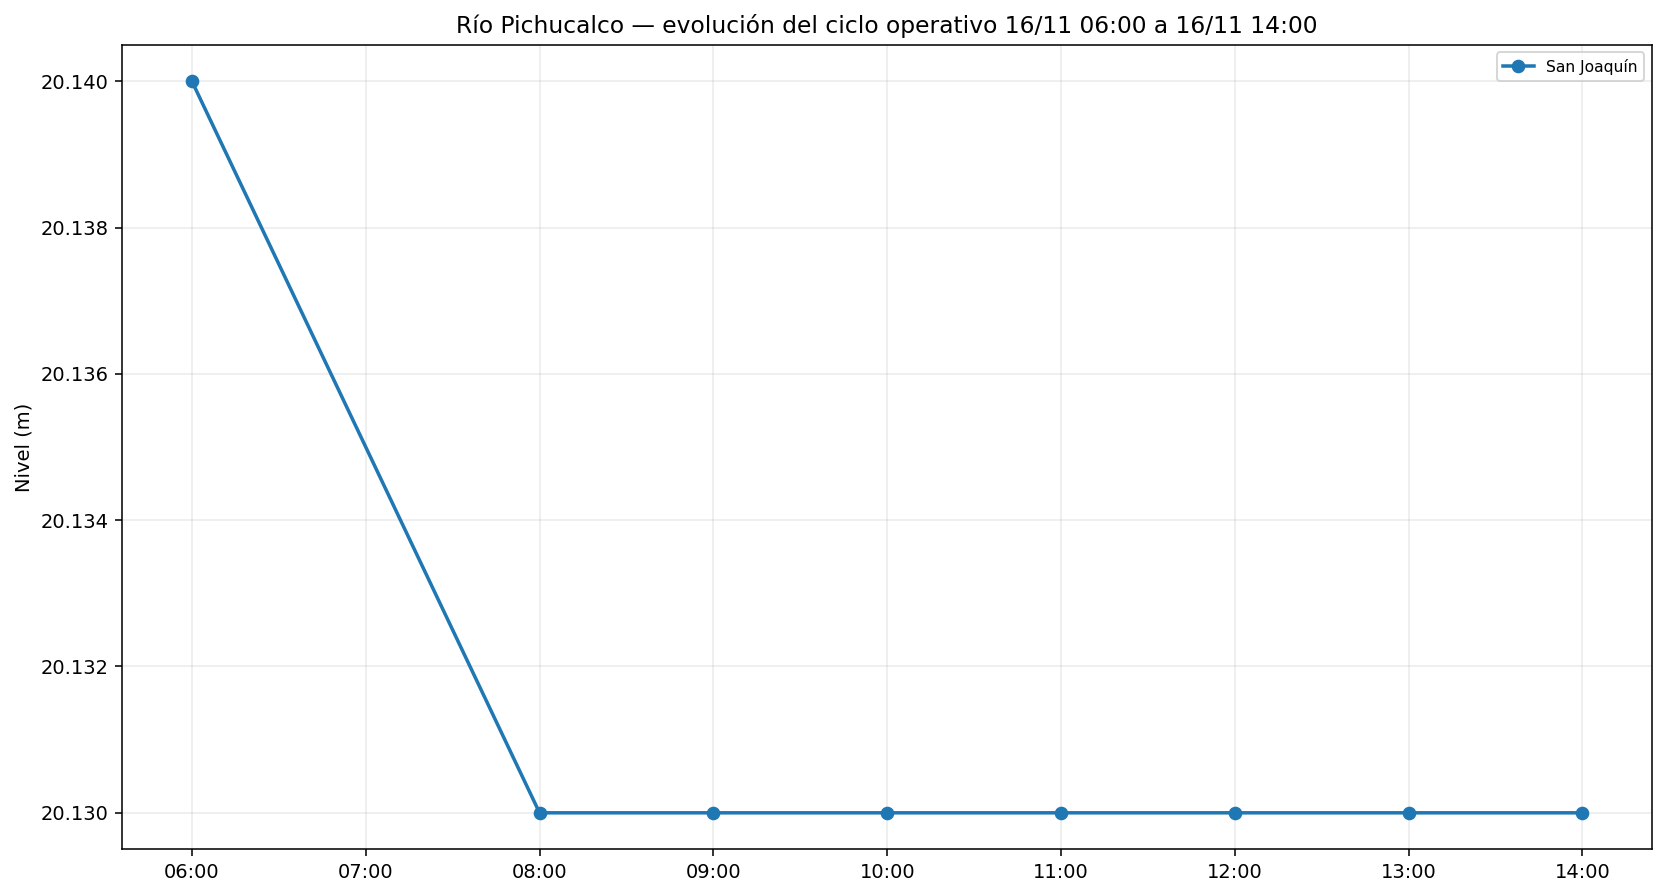 Río Pichucalco — evolución del ciclo operativo 16/11 06:00 a 16/11 14:00
San Joaquín
Nivel (m)
20.140
20.138
20.136
20.134
20.132
20.130
06:00 07:00 08:00 09:00 10:00 11:00 12:00 13:00 14:00